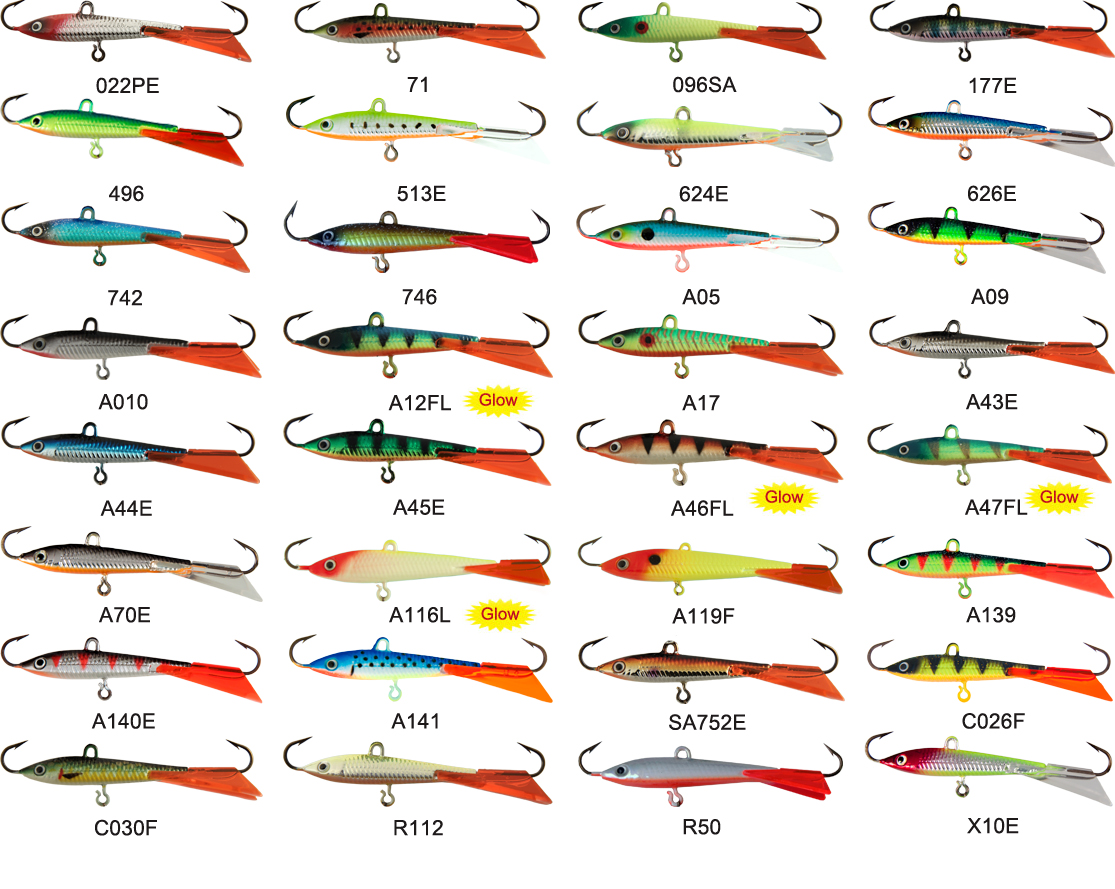 022PE
71
096SA
177E
496
513E
624E
626E
742
746
A05
A09
A010
A12FL
Glow
A17
A43E
A44E
A45E
A46FL
Glow
A47FL
Glow
A70E
A116L
Glow
A119F
A139
A140E
A141
SA752E
C026F
C030F
R112
R50
X10E